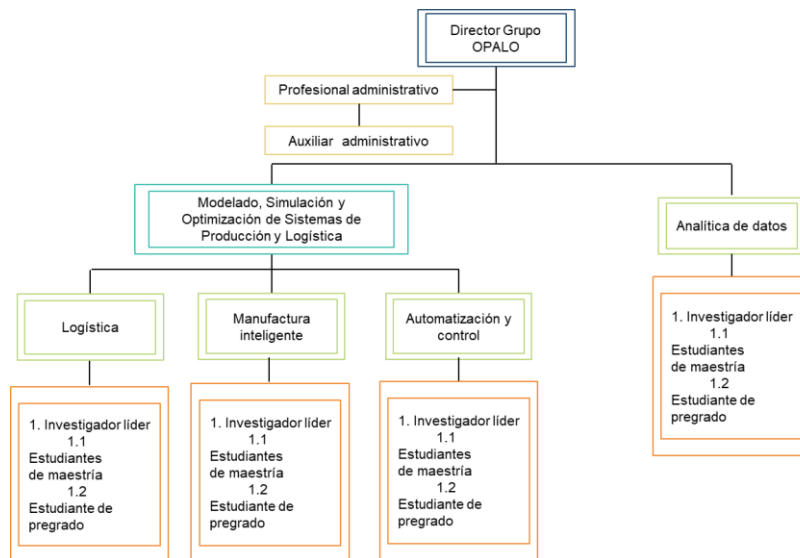 Director Grupo
OPALO
Profesional administrativo
Auxiliar administrativo
Modelado, Simulación y
Optimización de Sistemas de
Producción y Logística
Analítica de datos
Logística
Manufactura
inteligente
Automatización y
control
1. Investigador líder
1.1
Estudiantes
de maestría
1.2
Estudiante de
pregrado
1. Investigador líder
1.1
Estudiantes
de maestría
1.2
Estudiante de
pregrado
1. Investigador líder
1.1
Estudiantes
de maestría
1.2
Estudiante de
pregrado
1. Investigador líder
1.1
Estudiantes
de maestría
1.2
Estudiante de
pregrado